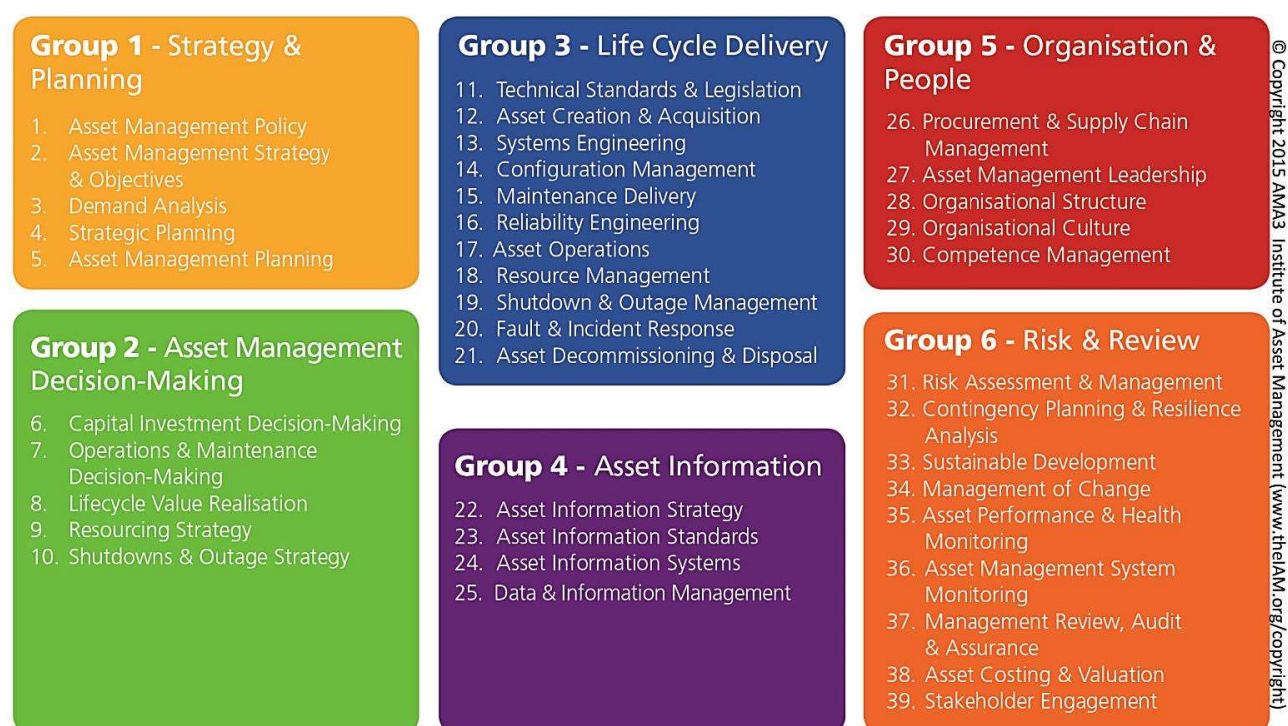 Group 1 - Strategy &
Planning
1. Asset Management Policy
2. Asset Management Strategy
& Objectives
3. Demand Analysis
4. Strategic Planning
5. Asset Management Planning
Group 2 - Asset Management
Decision-Making
6. Capital Investment Decision-Making
7. Operations & Maintenance
Decision-Making
8. Lifecycle Value Realisation
9. Resourcing Strategy
10. Shutdowns & Outage Strategy
Group 3 - Life Cycle Delivery
11. Technical Standards & Legislation
12. Asset Creation & Acquisition
13. Systems Engineering
14. Configuration Management
15. Maintenance Delivery
16. Reliability Engineering
17. Asset Operations
18. Resource Management
19. Shutdown & Outage Management
20. Fault & Incident Response
21. Asset Decommissioning & Disposal
Group 4 - Asset Information
22. Asset Information Strategy
23. Asset Information Standards
24. Asset Information Systems
25. Data & Information Management
Group 5 - Organisation &
People
26. Procurement & Supply Chain
Management
27. Asset Management Leadership
28. Organisational Structure
29. Organisational Culture
30. Competence Management
Group 6 - Risk & Review
31. Risk Assessment & Management
32. Contingency Planning & Resilience
Analysis
33. Sustainable Development
34. Management of Change
35. Asset Performance & Health
Monitoring
36. Asset Management System
Monitoring
37. Management Review, Audit
& Assurance
38. Asset Costing & Valuation
39. Stakeholder Engagement
© Copyright 2015 AMA3 Institute of Asset Management (www.theIAM.org/copyright)